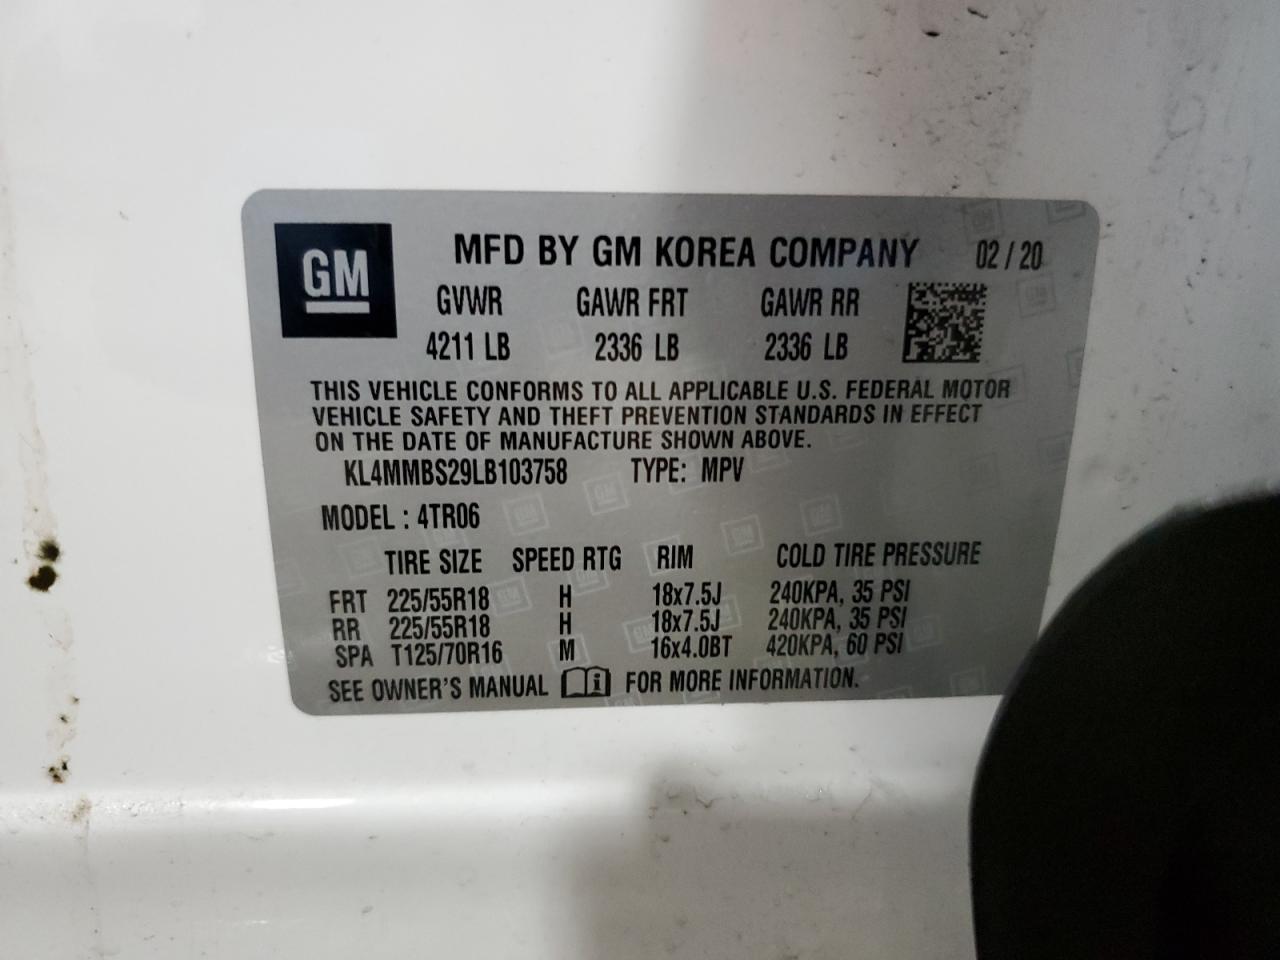 GM
MFD BY GM KOREA COMPANY 02 / 20
GVWR GAWR FRT GAWR RR
4211 LB 2336 LB 2336 LB
THIS VEHICLE CONFORMS TO ALL APPLICABLE U.S. FEDERAL MOTOR
VEHICLE SAFETY AND THEFT PREVENTION STANDARDS IN EFFECT
ON THE DATE OF MANUFACTURE SHOWN ABOVE.
KL4MMBS29LB103758 TYPE: MPV
MODEL : 4TR06
TIRE SIZE SPEED RTG RIM COLD TIRE PRESSURE
FRT 225/55R18 H 18x7.5J 240KPA, 35 PSI
RR 225/55R18 H 18x7.5J 240KPA, 35 PSI
SPA T125/70R16 M 16x4.0BT 420KPA, 60 PSI
SEE OWNER'S MANUAL i FOR MORE INFORMATION.